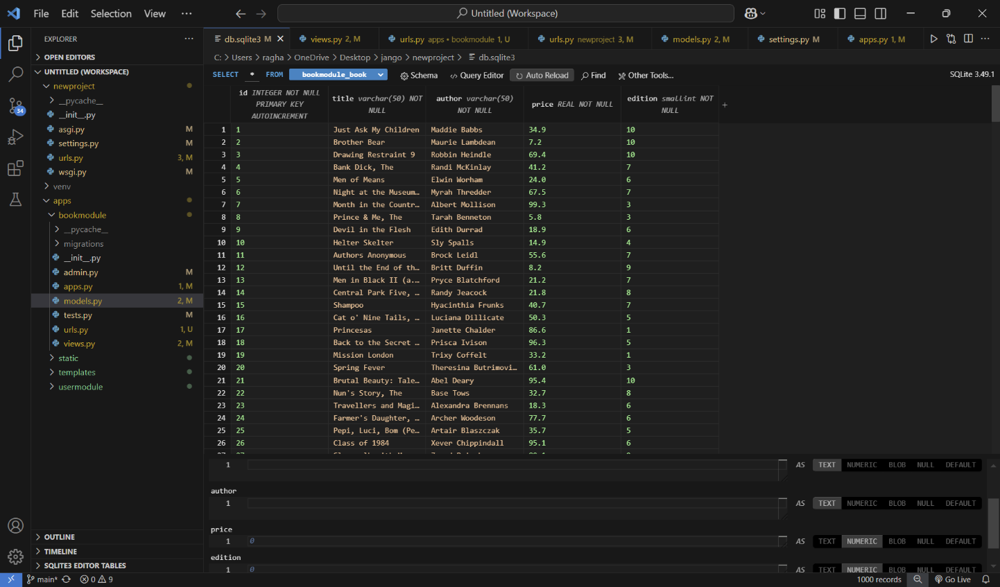 File Edit Selection View ··· Untitled (Workspace)
EXPLORER ···
OPEN EDITORS
UNTITLED (WORKSPACE)
newproject
__pycache__
__init__.py
asgi.py M
settings.py M
urls.py 3, M
wsgi.py M
venv
apps
bookmodule
__pycache__
migrations
__init__.py
admin.py M
apps.py 1, M
models.py 2, M
tests.py M
urls.py 1, U
views.py 2, M
static
templates
usermodule
OUTLINE
TIMELINE
SQLITE3 EDITOR TABLES
34
db.sqlite3 M views.py 2, M urls.py apps • bookmodule 1, U urls.py newproject 3, M models.py 2, M settings.py M apps.py 1, M ···
C: > Users > ragha > OneDrive > Desktop > jango > newproject > db.sqlite3
SELECT * FROM bookmodule_book Schema Query Editor Auto Reload Find Other Tools... SQLite 3.49.1
id INTEGER NOT NULL PRIMARY KEY AUTOINCREMENT title varchar(50) NOT NULL author varchar(50) NOT NULL price REAL NOT NULL edition smallint NOT NULL +
1 1 Just Ask My Children Maddie Babbs 34.9 10
2 2 Brother Bear Maurie Lambdean 7.2 10
3 3 Drawing Restraint 9 Robbin Heindle 69.4 10
4 4 Bank Dick, The Randi McKinlay 41.2 7
5 5 Men of Means Elwin Worham 24.0 6
6 6 Night at the Museum… Myrah Thredder 67.5 7
7 7 Month in the Countr… Albert Mollison 99.3 3
8 8 Prince & Me, The Tarah Benneton 5.8 3
9 9 Devil in the Flesh Edith Durrad 18.9 6
10 10 Helter Skelter Sly Spalls 14.9 4
11 11 Authors Anonymous Brock Leidl 55.6 7
12 12 Until the End of th… Britt Duffin 8.2 9
13 13 Men in Black II (a.… Pryce Blatchford 21.2 7
14 14 Central Park Five, … Randy Jeacock 21.8 8
15 15 Shampoo Hyacinthia Frunks 40.7 7
16 16 Cat o' Nine Tails, … Luciana Dillicate 50.3 5
17 17 Princesas Janette Chalder 86.6 1
18 18 Back to the Secret … Prisca Ivison 96.3 5
19 19 Mission London Trixy Coffelt 33.2 1
20 20 Spring Fever Theresina Butrimovi… 61.0 3
21 21 Brutal Beauty: Tale… Abel Deary 95.4 10
22 22 Nun's Story, The Base Tows 32.7 8
23 23 Travellers and Magi… Alexandra Brennans 18.3 6
24 24 Farmer's Daughter, … Archer Woodeson 77.7 6
25 25 Pepi, Luci, Bom (Pe… Artair Blaszczak 35.7 5
26 26 Class of 1984 Xever Chippindall 95.1 6
1 AS TEXT NUMERIC BLOB NULL DEFAULT
author
1 AS TEXT NUMERIC BLOB NULL DEFAULT
price
1 0 AS TEXT NUMERIC BLOB NULL DEFAULT
edition
1 0 AS TEXT NUMERIC BLOB NULL DEFAULT
main* 0 9 1000 records Go Live